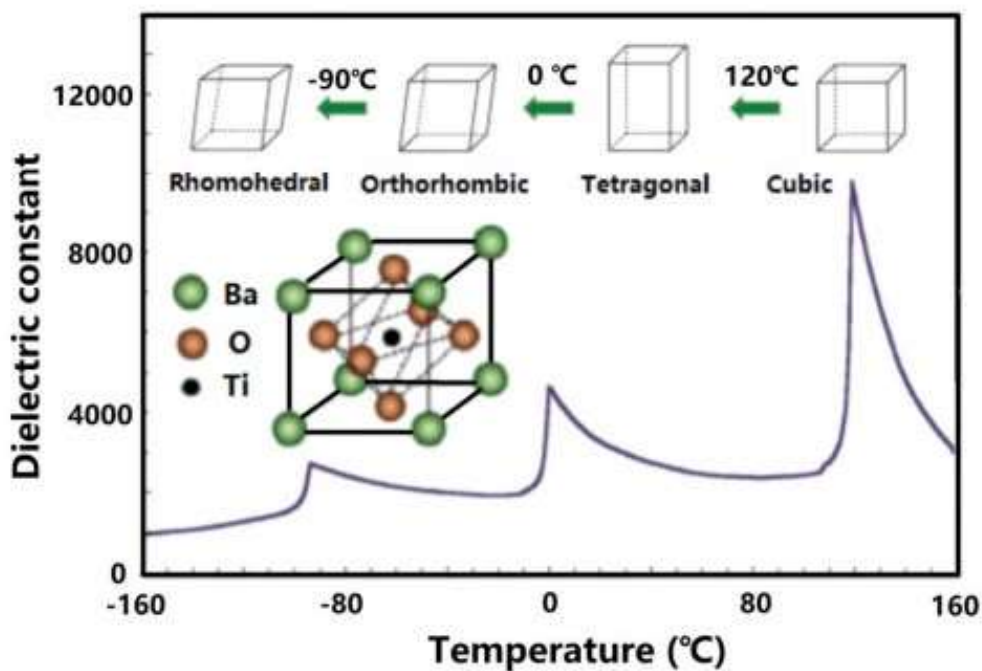 -90℃
0 ℃
120℃
Rhomohedral
Orthorhombic
Tetragonal
Cubic
Ba
O
Ti
Dielectric constant
12000
8000
4000
0
-160
-80
0
80
160
Temperature (℃)